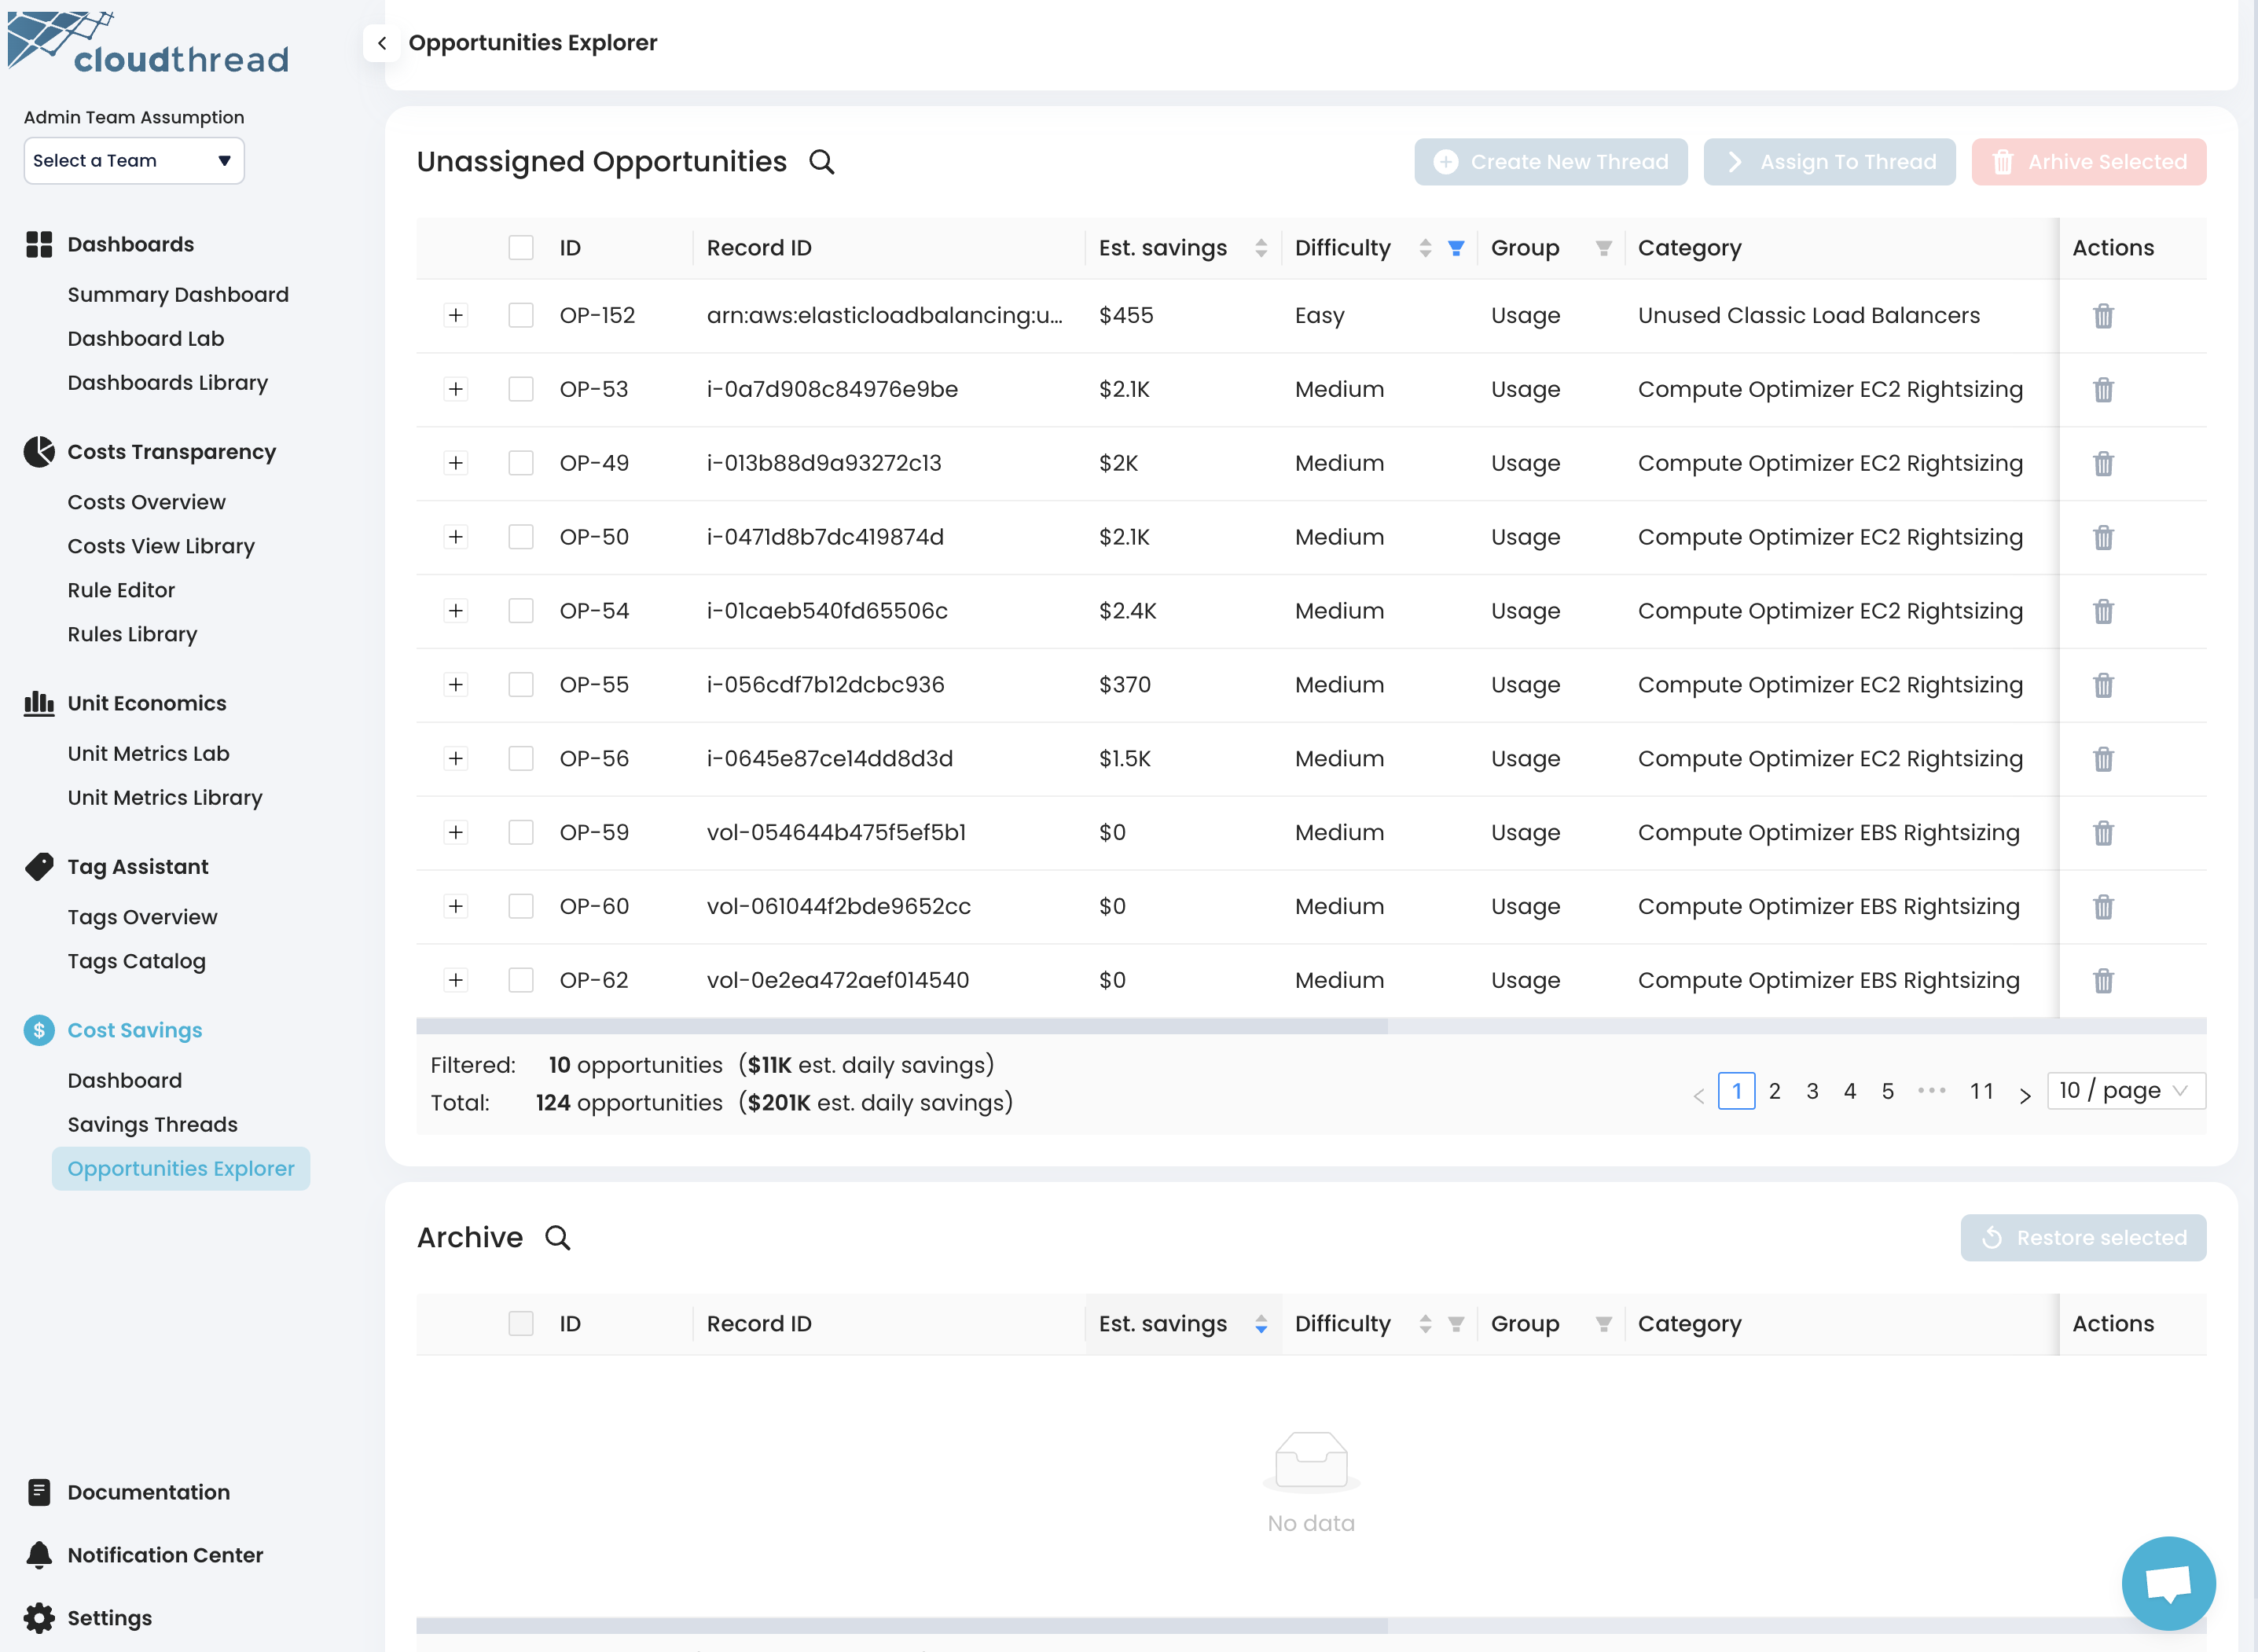 cloudthread
Admin Team Assumption
Select a Team
Dashboards
Summary Dashboard
Dashboard Lab
Dashboards Library
Costs Transparency
Costs Overview
Costs View Library
Rule Editor
Rules Library
Unit Economics
Unit Metrics Lab
Unit Metrics Library
Tag Assistant
Tags Overview
Tags Catalog
$ Cost Savings
Dashboard
Savings Threads
Opportunities Explorer
Documentation
Notification Center
Settings
Opportunities Explorer
Unassigned Opportunities Create New Thread Assign To Thread Arhive Selected
ID Record ID Est. savings Difficulty Group Category Actions
OP-152 arn:aws:elasticloadbalancing:u... $455 Easy Usage Unused Classic Load Balancers
OP-53 i-0a7d908c84976e9be $2.1K Medium Usage Compute Optimizer EC2 Rightsizing
OP-49 i-013b88d9a93272c13 $2K Medium Usage Compute Optimizer EC2 Rightsizing
OP-50 i-0471d8b7dc419874d $2.1K Medium Usage Compute Optimizer EC2 Rightsizing
OP-54 i-01caeb540fd65506c $2.4K Medium Usage Compute Optimizer EC2 Rightsizing
OP-55 i-056cdf7b12dcbc936 $370 Medium Usage Compute Optimizer EC2 Rightsizing
OP-56 i-0645e87ce14dd8d3d $1.5K Medium Usage Compute Optimizer EC2 Rightsizing
OP-59 vol-054644b475f5ef5b1 $0 Medium Usage Compute Optimizer EBS Rightsizing
OP-60 vol-061044f2bde9652cc $0 Medium Usage Compute Optimizer EBS Rightsizing
OP-62 vol-0e2ea472aef014540 $0 Medium Usage Compute Optimizer EBS Rightsizing
Filtered: 10 opportunities ($11K est. daily savings)
Total: 124 opportunities ($201K est. daily savings)
< 1 2 3 4 5 ••• 11 > 10 / page
Archive Restore selected
ID Record ID Est. savings Difficulty Group Category Actions
No data